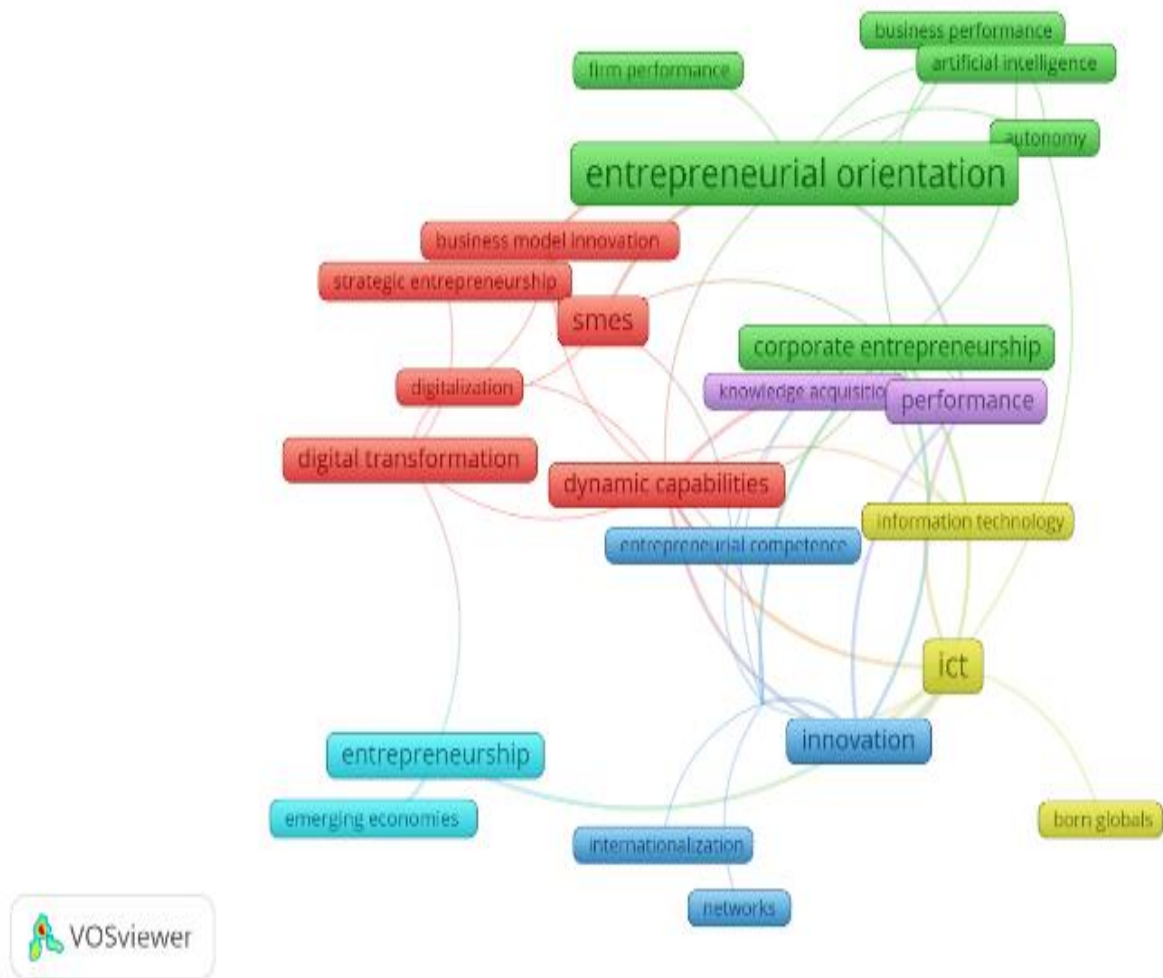 business performance
artificial intelligence
firm performance
autonomy
entrepreneurial orientation
business model innovation
strategic entrepreneurship
smes
corporate entrepreneurship
digitalization
knowledge acquisition
performance
digital transformation
dynamic capabilities
information technology
entrepreneurial competence
ict
innovation
entrepreneurship
emerging economies
born globals
internationalization
networks
VOSviewer